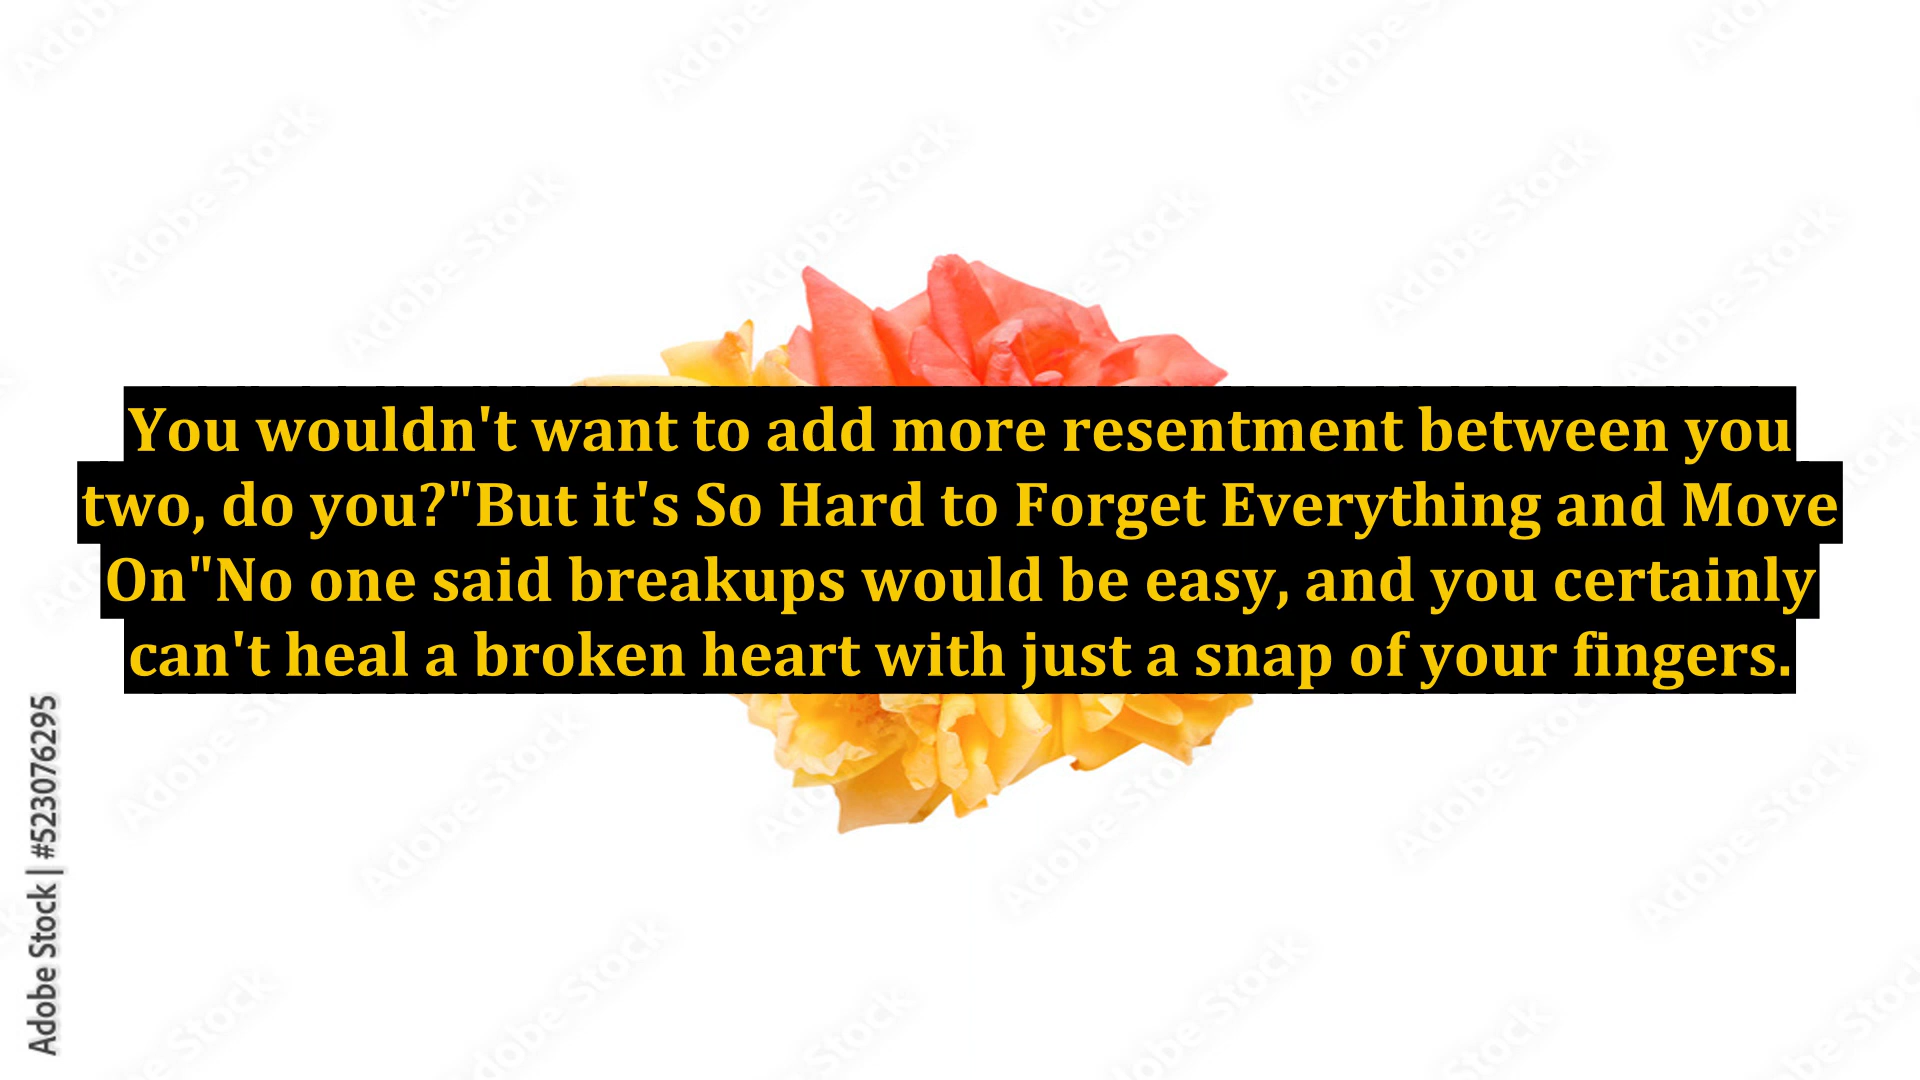 You wouldn't want to add more resentment between you
two, do you?"But it's So Hard to Forget Everything and Move
On"No one said breakups would be easy, and you certainly
can't heal a broken heart with just a snap of your fingers.
Adobe Stock | #523076295
Adobe Stock